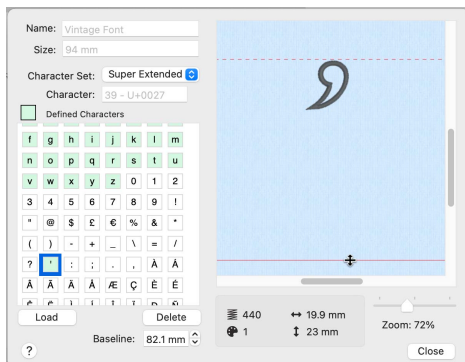 Name: Vintage Font
Size: 94 mm
Character Set: Super Extended
Character: 39 - U+0027
Defined Characters
f g h i j k l m
n o p q r s t u
v w x y z 0 1 2
3 4 5 6 7 8 9 !
" @ $ £ € % & *
( ) - + _ \ = /
? ' : ; . , À Á
Â Ã Ä Å Æ Ç È É
Load Delete
Baseline: 82.1 mm
?
440 19.9 mm
1 23 mm
Zoom: 72%
Close